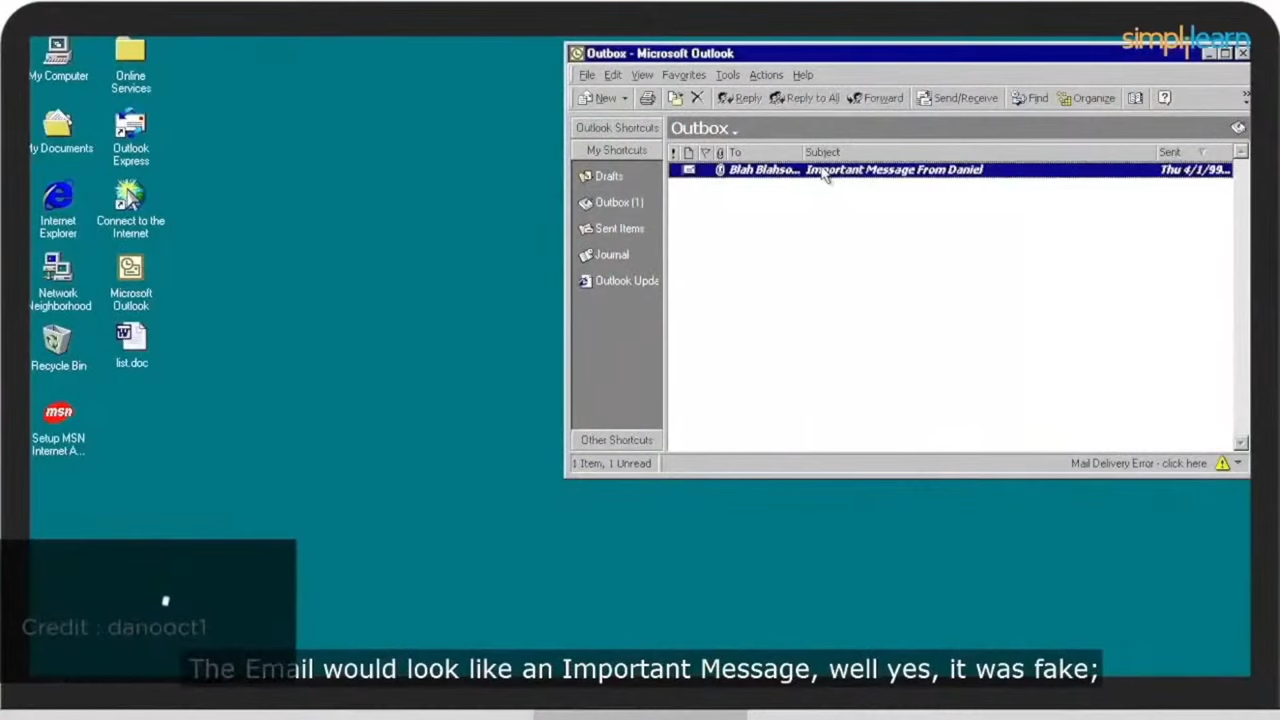 simplilearn
My Computer
Online
Services
My Documents
Outlook
Express
Internet
Explorer
Connect to the
Internet
Network
Neighborhood
Microsoft
Outlook
Recycle Bin
list.doc
msn
Setup MSN
Internet A...
Outbox - Microsoft Outlook
File Edit View Favorites Tools Actions Help
New Reply Reply to All Forward Send/Receive Find Organize
Outlook Shortcuts
Outbox .
My Shortcuts
! To Subject Sent
Blah Blahso... Important Message From Daniel Thu 4/1/99...
Drafts
Outbox (1)
Sent Items
Journal
Outlook Upda
Other Shortcuts
1 Item, 1 Unread Mail Delivery Error - click here
Credit : danooct1
The Email would look like an Important Message, well yes, it was fake;